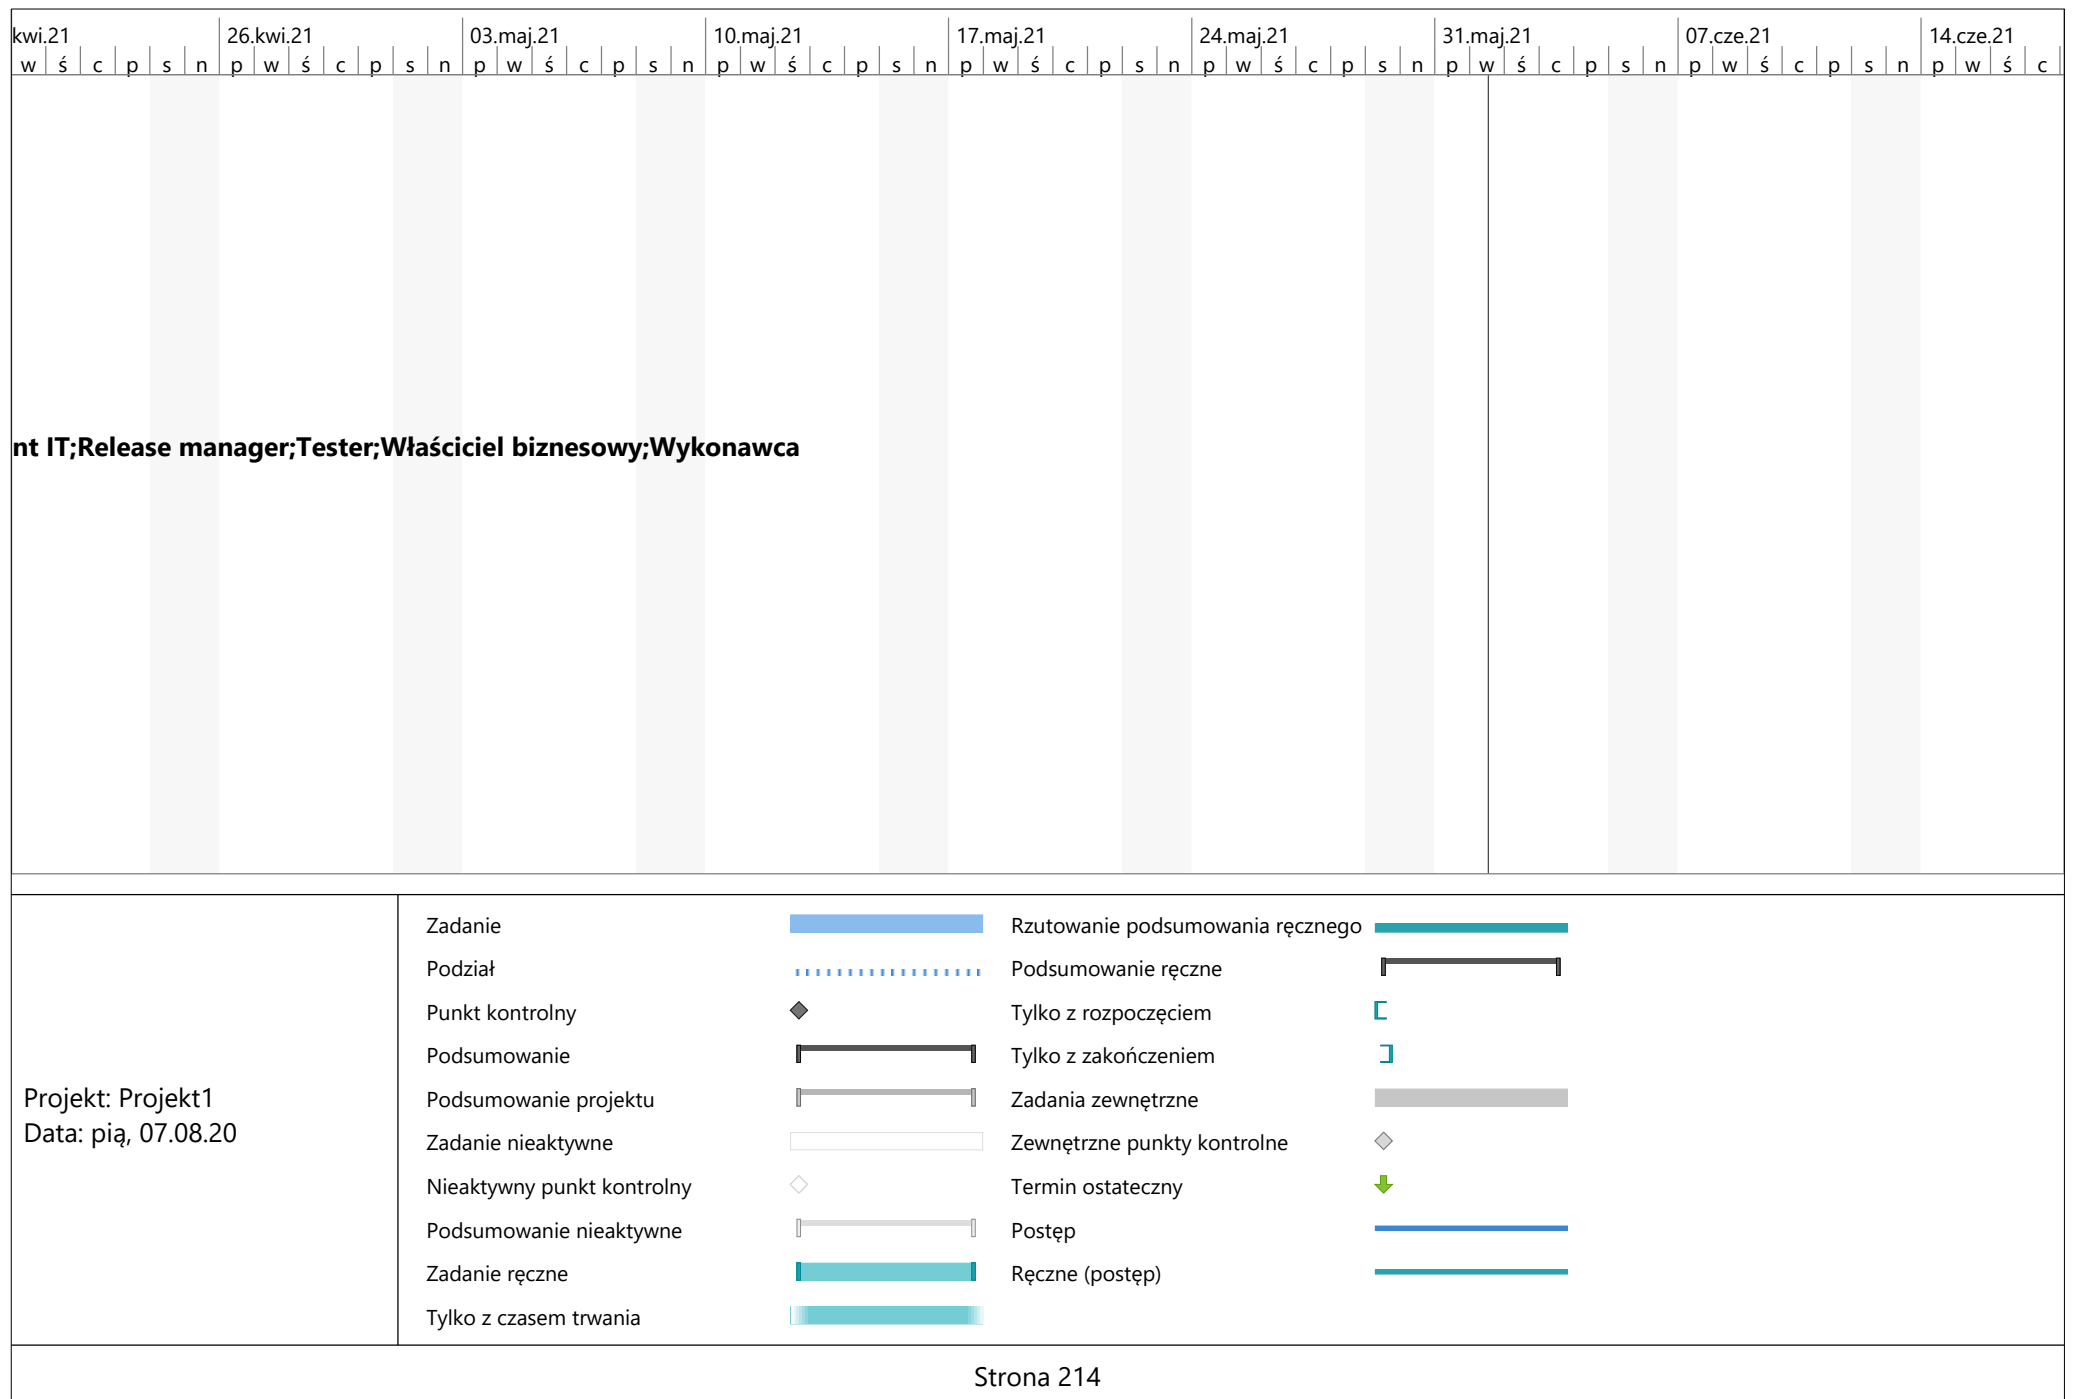 kwi.21 26.kwi.21 03.maj.21 10.maj.21 17.maj.21 24.maj.21 31.maj.21 07.cze.21 14.cze.21
w ś c p s n p w ś c p s n p w ś c p s n p w ś c p s n p w ś c p s n p w ś c p s n p w ś c p s n p w ś c p s n p w ś c
nt IT;Release manager;Tester;Właściciel biznesowy;Wykonawca
Projekt: Projekt1
Data: pią, 07.08.20
Zadanie
Podział
Punkt kontrolny
Podsumowanie
Podsumowanie projektu
Zadanie nieaktywne
Nieaktywny punkt kontrolny
Podsumowanie nieaktywne
Zadanie ręczne
Tylko z czasem trwania
Rzutowanie podsumowania ręcznego
Podsumowanie ręczne
Tylko z rozpoczęciem
Tylko z zakończeniem
Zadania zewnętrzne
Zewnętrzne punkty kontrolne
Termin ostateczny
Postęp
Ręczne (postęp)
Strona 214